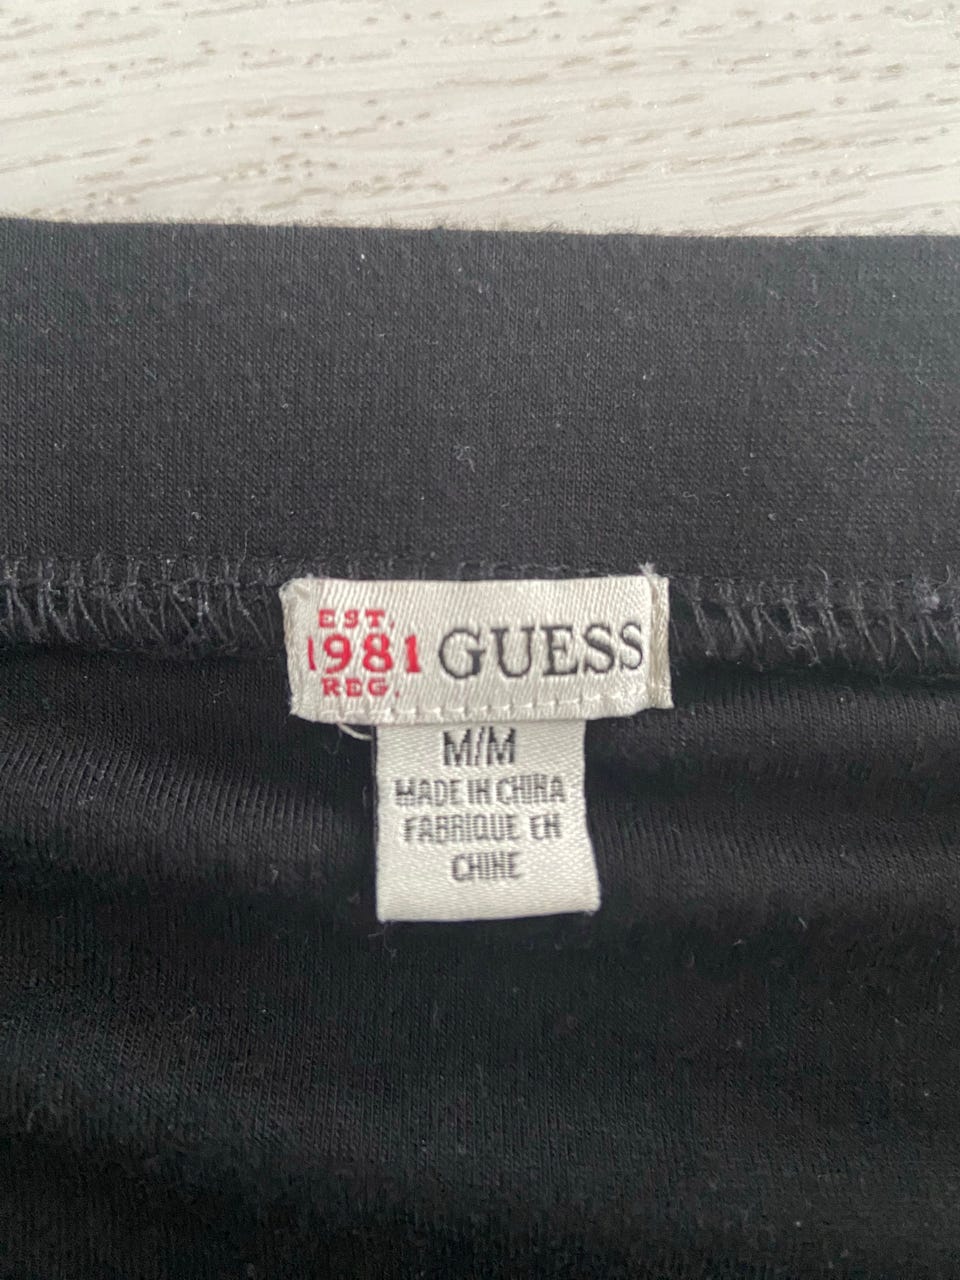 EST.
1981 GUESS
REG.
M/M
MADE IN CHINA
FABRIQUE EN
CHINE